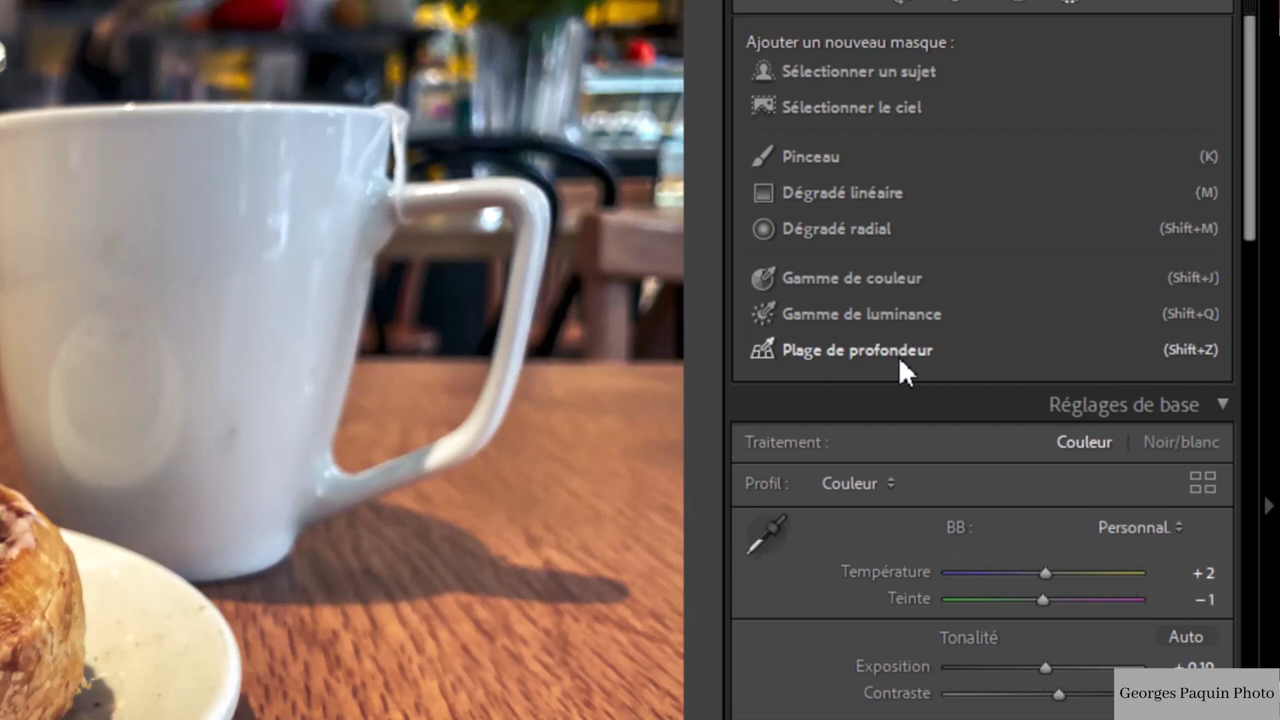 Ajouter un nouveau masque :
Sélectionner un sujet
Sélectionner le ciel
Pinceau (K)
Dégradé linéaire (M)
Dégradé radial (Shift+M)
Gamme de couleur (Shift+J)
Gamme de luminance (Shift+Q)
Plage de profondeur (Shift+Z)
Réglages de base
Traitement : Couleur Noir/blanc
Profil : Couleur
BB : Personnal.
Température +2
Teinte −1
Tonalité Auto
Exposition +0,10
Contraste
Georges Paquin Photo